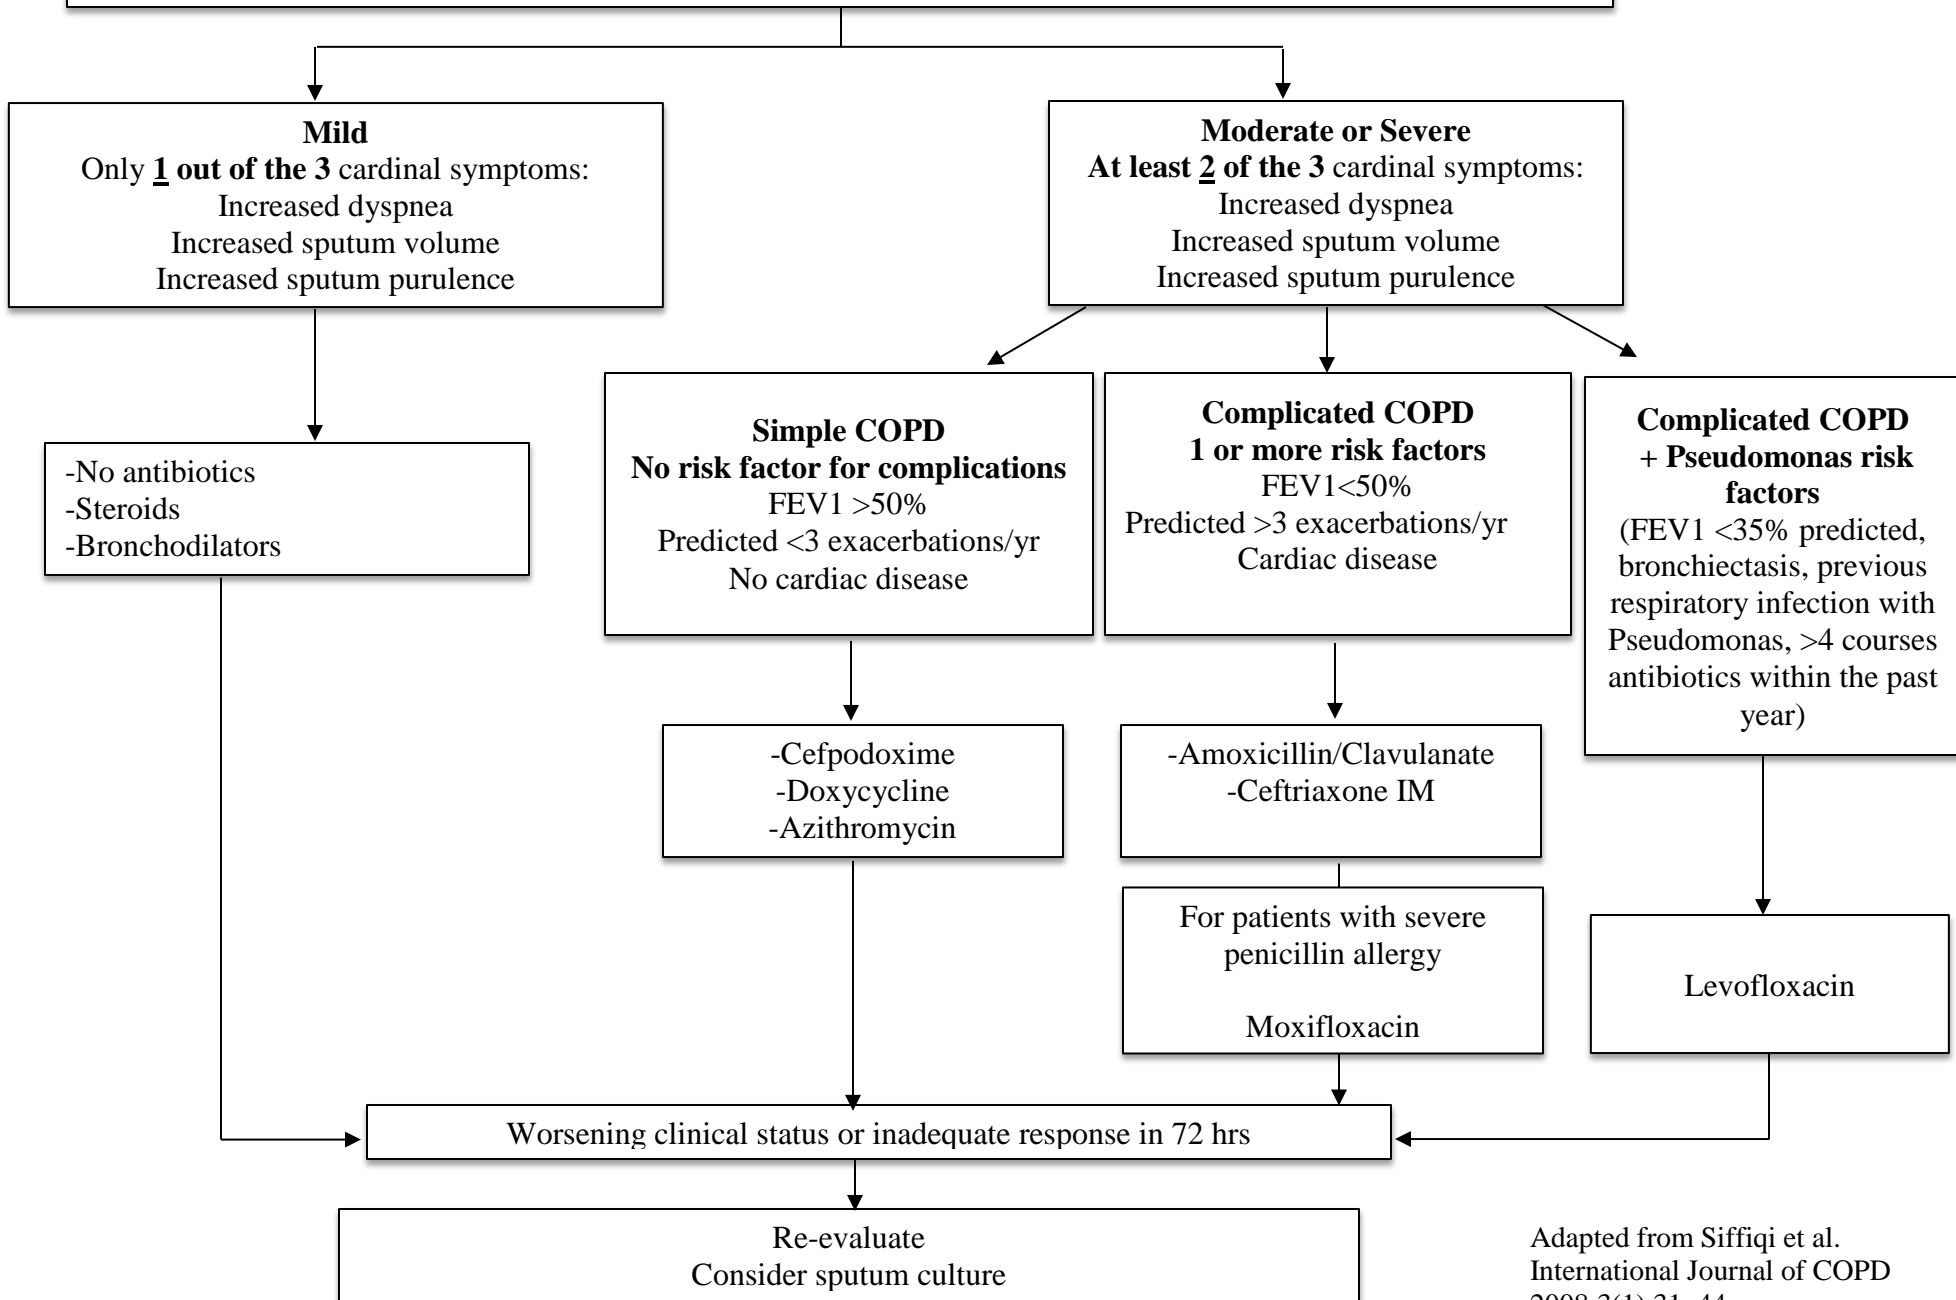 Mild
Only 1 out of the 3 cardinal symptoms:
Increased dyspnea
Increased sputum volume
Increased sputum purulence
Moderate or Severe
At least 2 of the 3 cardinal symptoms:
Increased dyspnea
Increased sputum volume
Increased sputum purulence
-No antibiotics
-Steroids
-Bronchodilators
Simple COPD
No risk factor for complications
FEV1 >50%
Predicted <3 exacerbations/yr
No cardiac disease
Complicated COPD
1 or more risk factors
FEV1<50%
Predicted >3 exacerbations/yr
Cardiac disease
Complicated COPD
+ Pseudomonas risk
factors
(FEV1 <35% predicted,
bronchiectasis, previous
respiratory infection with
Pseudomonas, >4 courses
antibiotics within the past
year)
-Cefpodoxime
-Doxycycline
-Azithromycin
-Amoxicillin/Clavulanate
-Ceftriaxone IM
For patients with severe
penicillin allergy
Moxifloxacin
Levofloxacin
Worsening clinical status or inadequate response in 72 hrs
Re-evaluate
Consider sputum culture
Adapted from Siffiqi et al.
International Journal of COPD